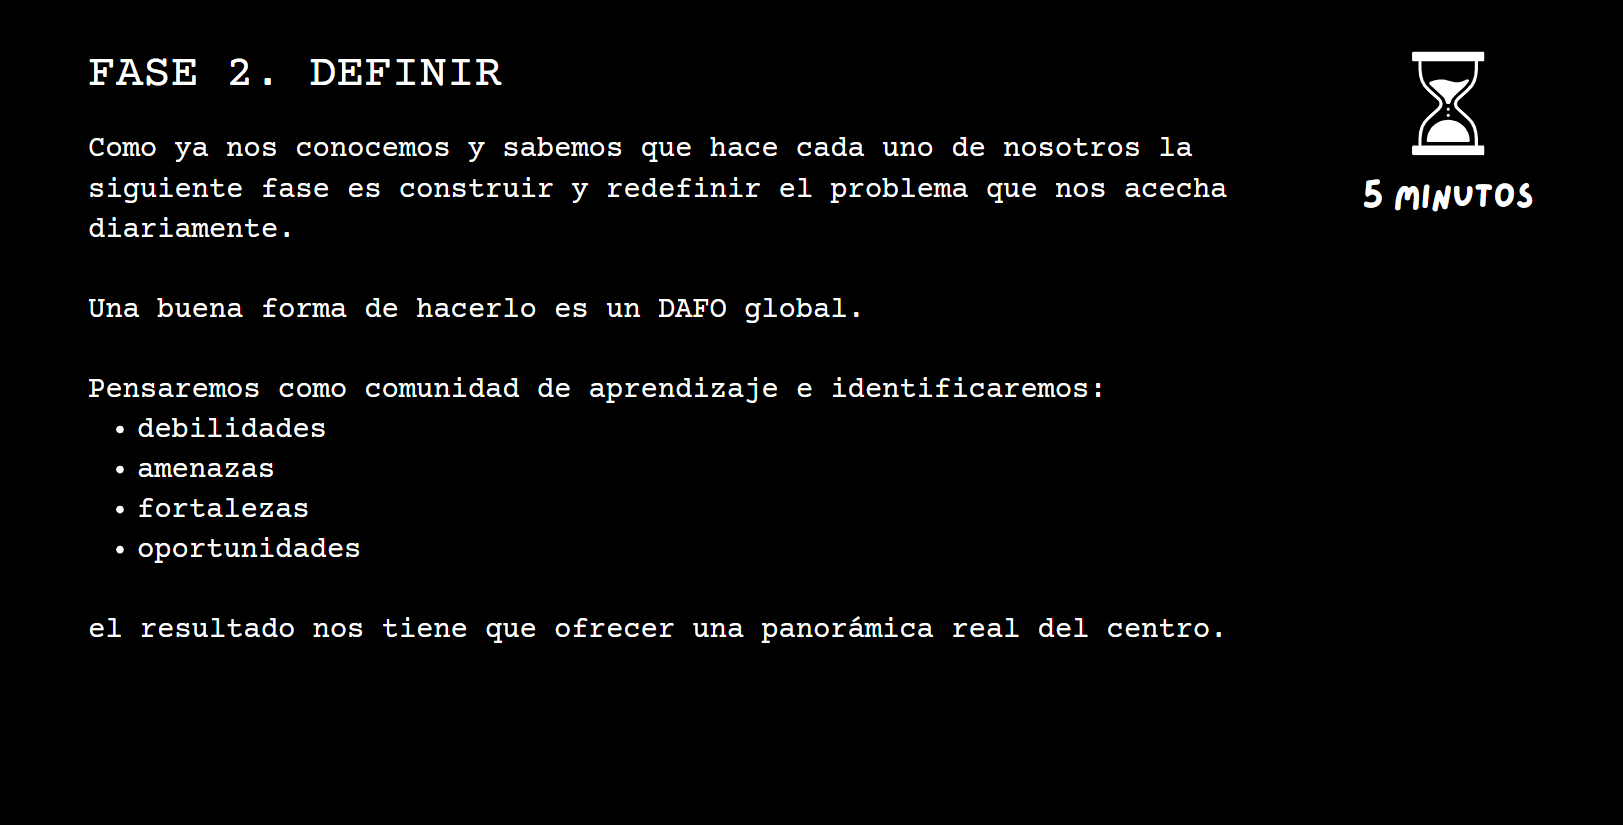 FASE 2. DEFINIR
5 MINUTOS
Como ya nos conocemos y sabemos que hace cada uno de nosotros la
siguiente fase es construir y redefinir el problema que nos acecha
diariamente.
Una buena forma de hacerlo es un DAFO global.
Pensaremos como comunidad de aprendizaje e identificaremos:
• debilidades
• amenazas
• fortalezas
• oportunidades
el resultado nos tiene que ofrecer una panorámica real del centro.